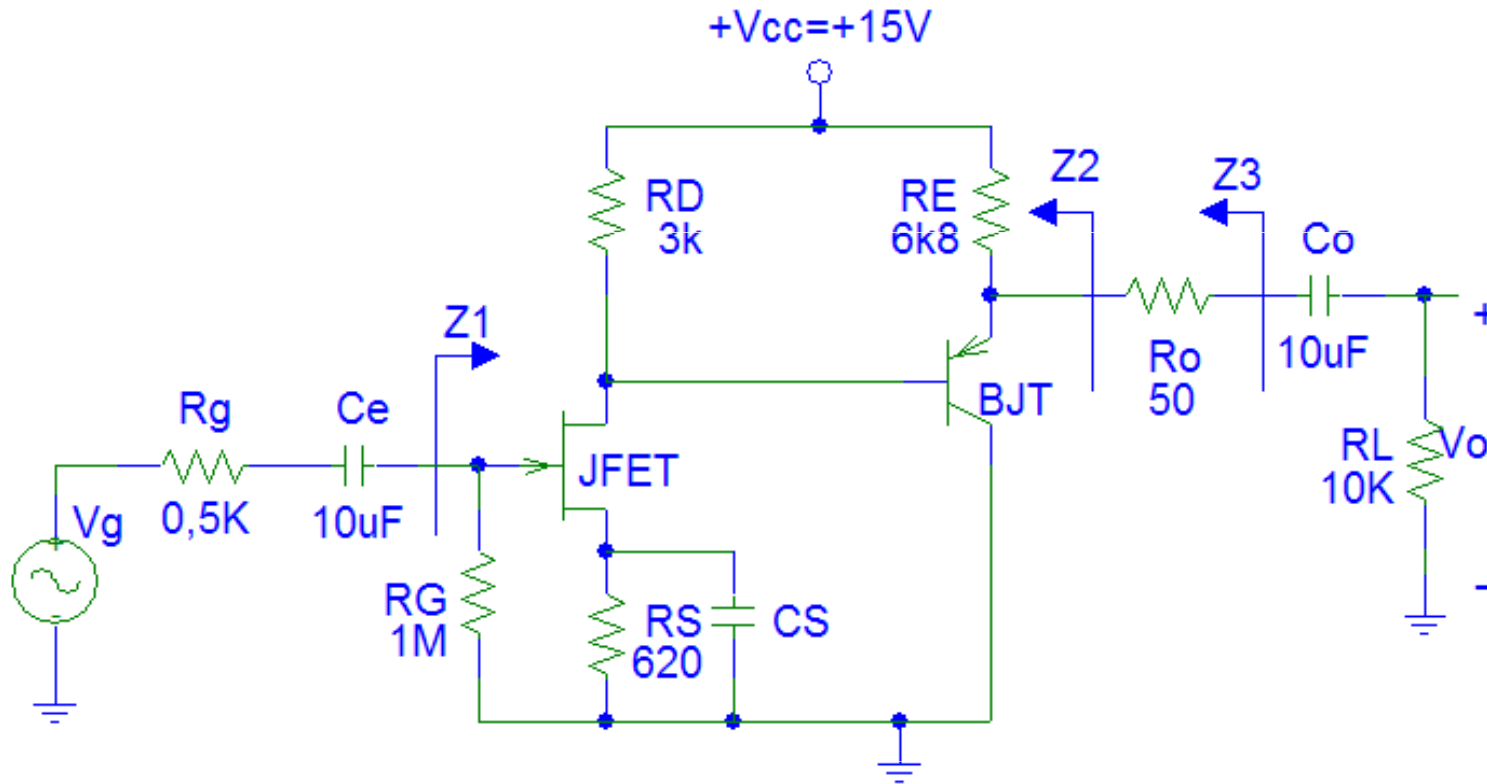 +Vcc=+15V
RD
3k
RE
6k8
Z2
Z3
Co
10uF
Z1
Ro
50
+
Rg
0,5K
Ce
10uF
JFET
BJT
RL
10K
Vo
Vg
RG
1M
RS
620
CS
-